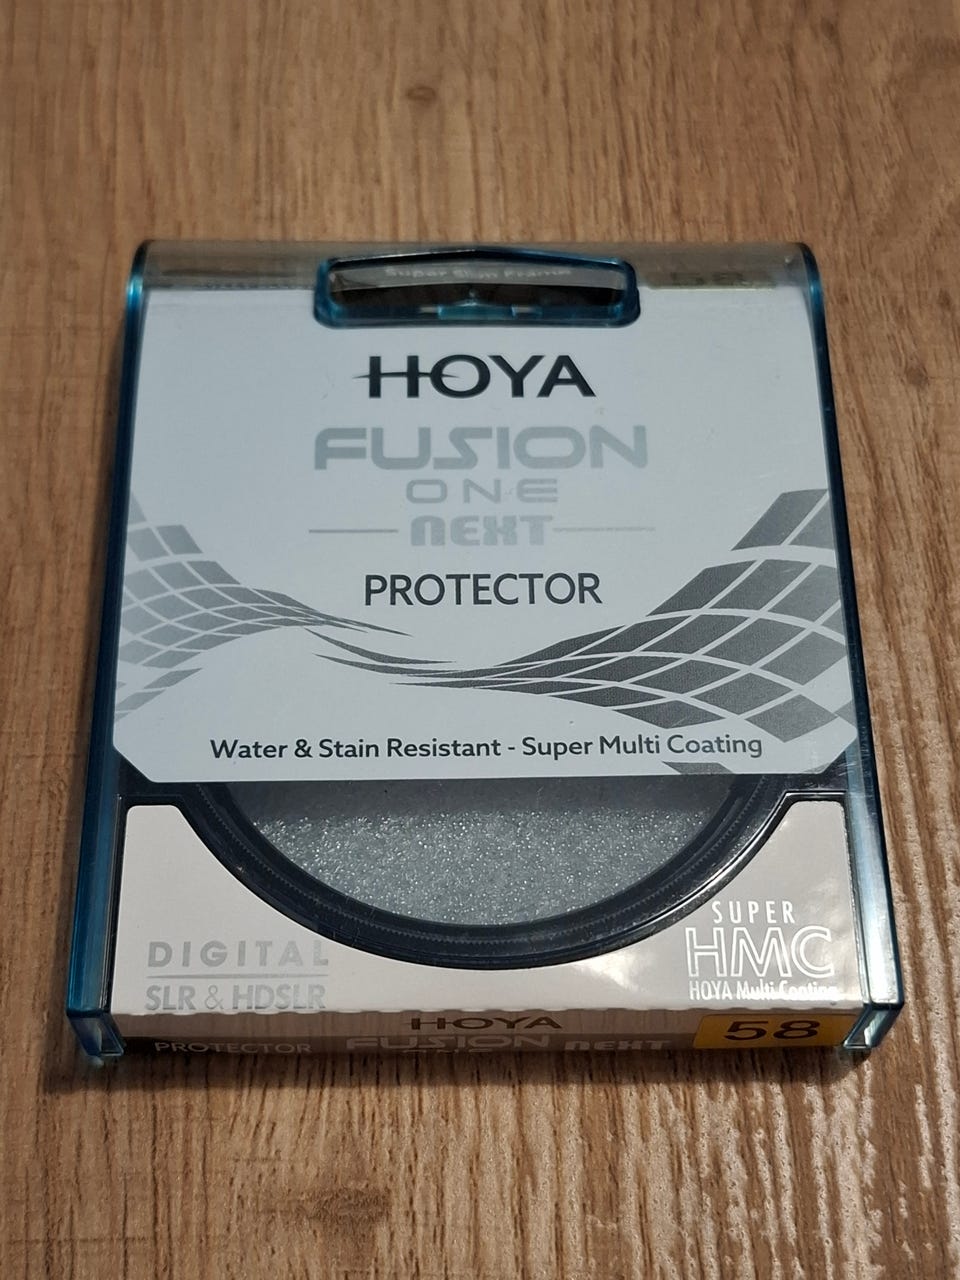 Super Slim Frame
58
HOYA
FUSION
ONE
NEXT
PROTECTOR
Water & Stain Resistant - Super Multi Coating
DIGITAL
SLR & HDSLR
SUPER
HMC
HOYA Multi Coating
HOYA
PROTECTOR FUSION NEXT 58
ONE